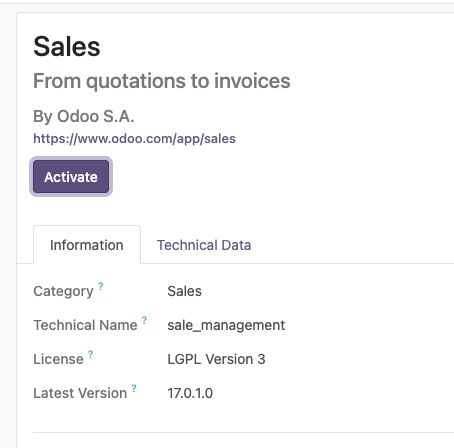 Sales
From quotations to invoices
By Odoo S.A.
https://www.odoo.com/app/sales
Activate
Information Technical Data
Category ? Sales
Technical Name ? sale_management
License ? LGPL Version 3
Latest Version ? 17.0.1.0